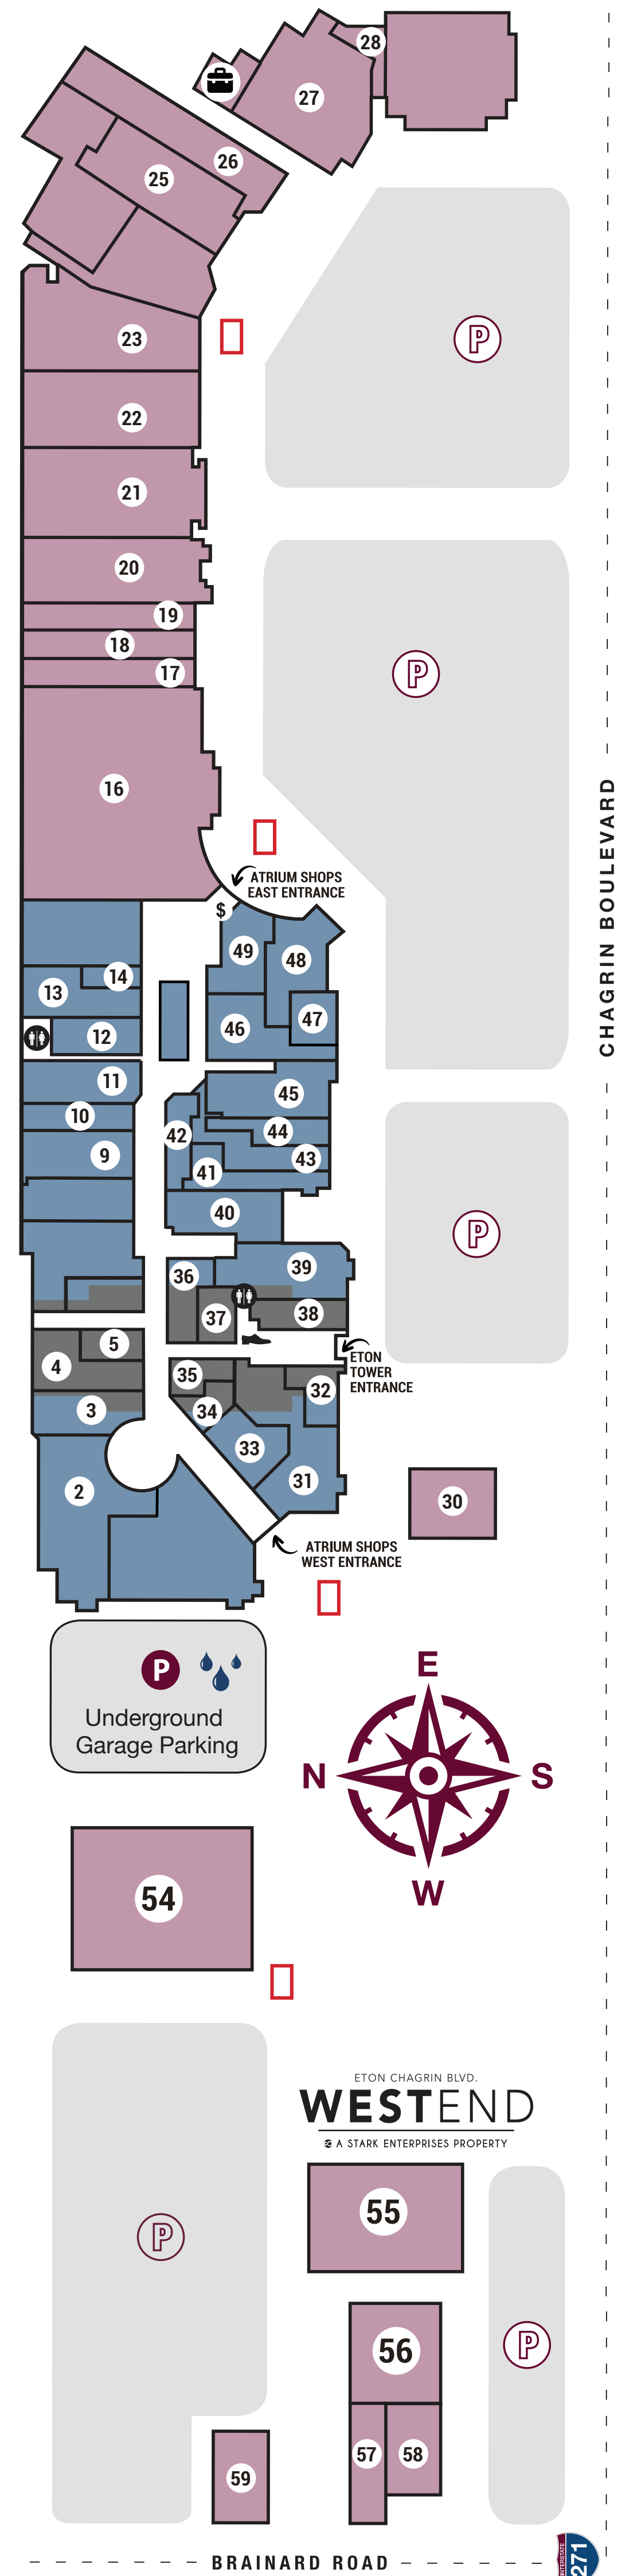 28
27
26
25
23
P
22
21
20
19
18
17
P
16
ATRIUM SHOPS
EAST ENTRANCE
$
49
48
14
13
47
46
12
11
45
10
44
42
43
9
41
40
P
39
36
38
37
5
ETON
TOWER
ENTRANCE
4
35
32
3
34
33
31
2
30
ATRIUM SHOPS
WEST ENTRANCE
CHAGRIN BOULEVARD
P
Underground
Garage Parking
E
N
S
W
54
ETON CHAGRIN BLVD.
WESTEND
A STARK ENTERPRISES PROPERTY
55
P
56
P
57
58
59
BRAINARD ROAD
INTERSTATE
271